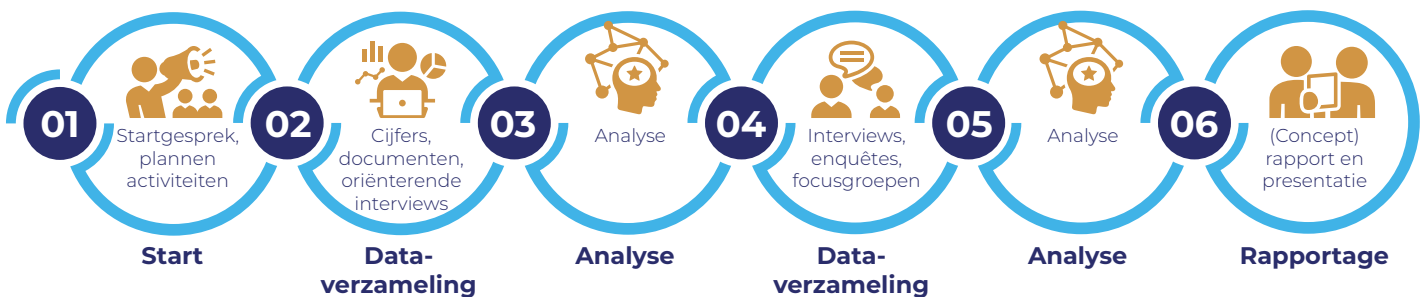 01
Startgesprek,
plannen
activiteiten
Start
02
Cijfers,
documenten,
oriënterende
interviews
Data-
verzameling
03
Analyse
Analyse
04
Interviews,
enquêtes,
focusgroepen
Data-
verzameling
05
Analyse
Analyse
06
(Concept)
rapport en
presentatie
Rapportage